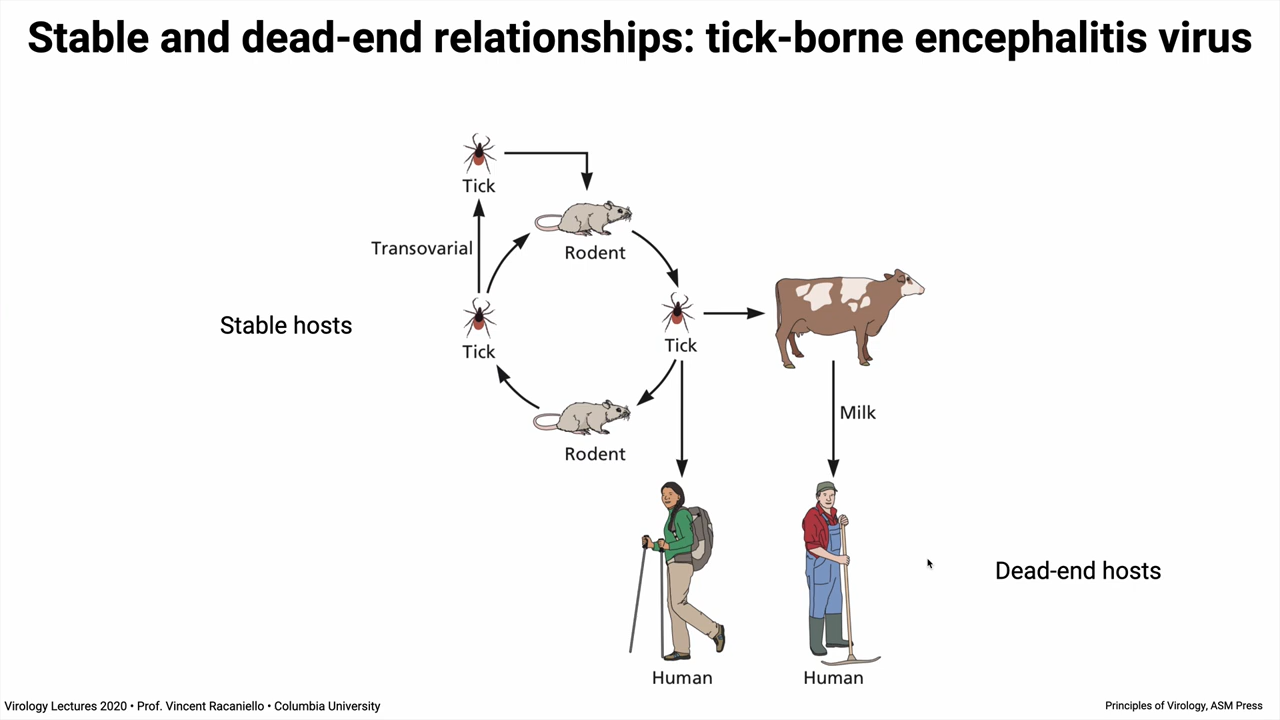 Stable and dead-end relationships: tick-borne encephalitis virus
Tick
Transovarial
Rodent
Stable hosts
Tick
Tick
Milk
Rodent
Dead-end hosts
Human
Human
Virology Lectures 2020 • Prof. Vincent Racaniello • Columbia University
Principles of Virology, ASM Press